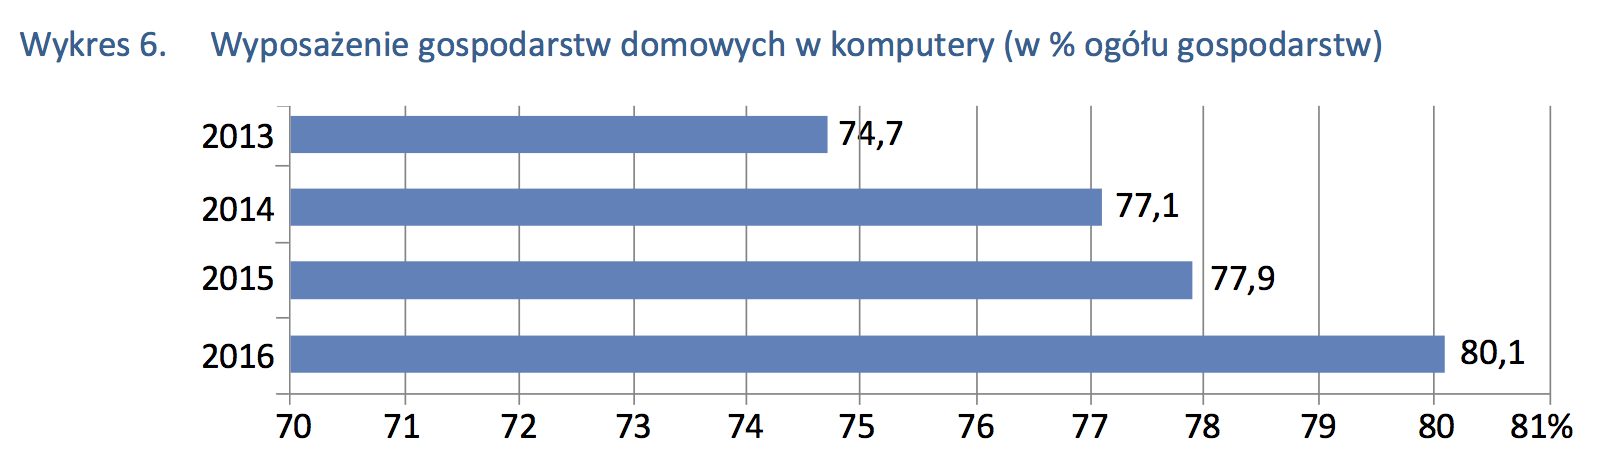 Wykres 6. Wyposażenie gospodarstw domowych w komputery (w % ogółu gospodarstw)
2013 74,7
2014 77,1
2015 77,9
2016 80,1
70 71 72 73 74 75 76 77 78 79 80 81%